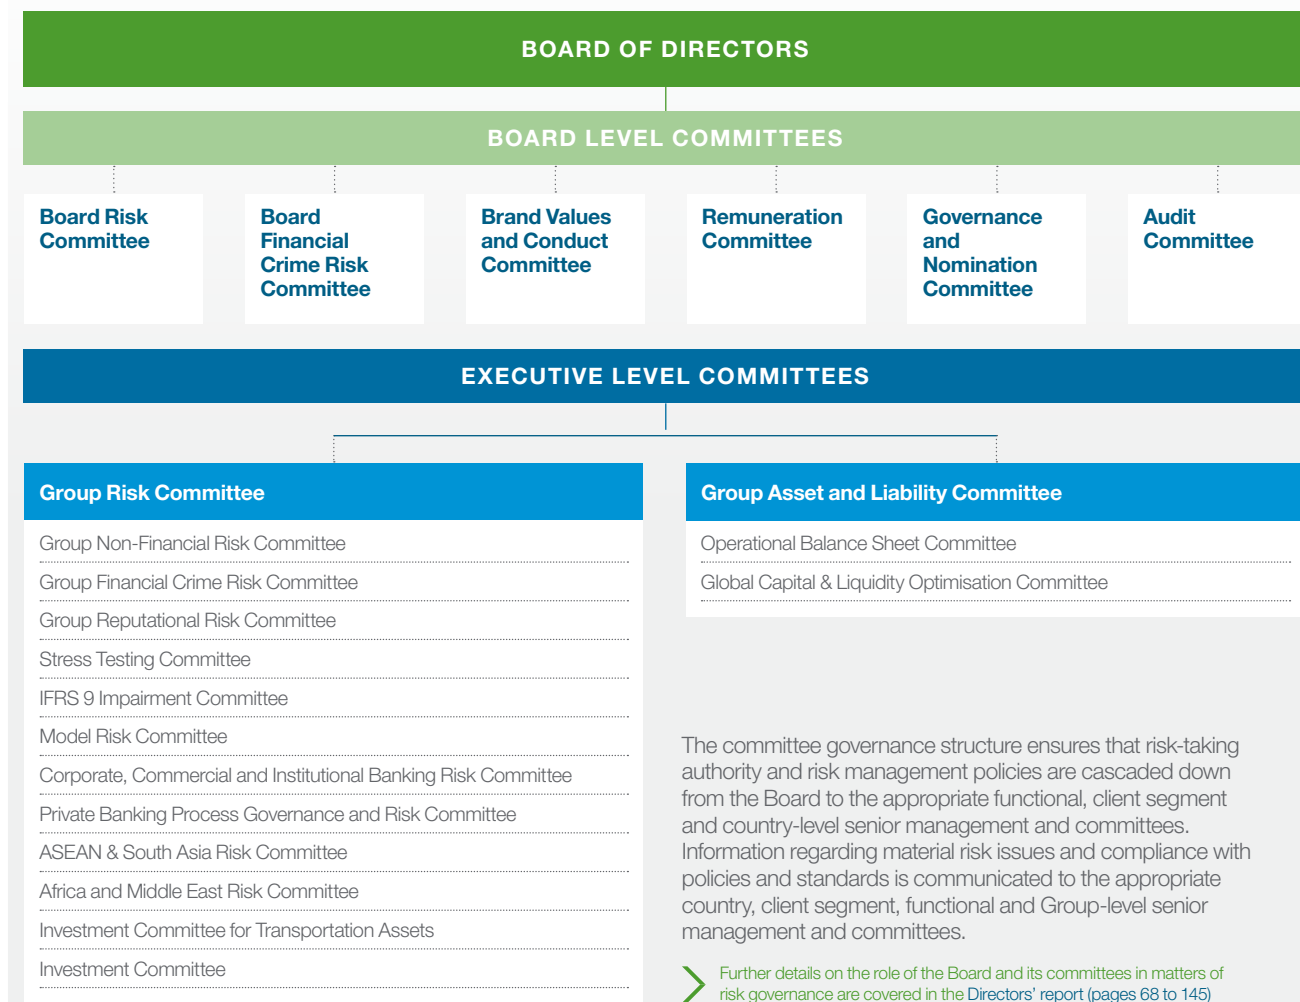 BOARD OF DIRECTORS
BOARD LEVEL COMMITTEES
Board Risk
Committee
Board
Financial
Crime Risk
Committee
Brand Values
and Conduct
Committee
Remuneration
Committee
Governance
and
Nomination
Committee
Audit
Committee
EXECUTIVE LEVEL COMMITTEES
Group Risk Committee
Group Non-Financial Risk Committee
Group Financial Crime Risk Committee
Group Reputational Risk Committee
Stress Testing Committee
IFRS 9 Impairment Committee
Model Risk Committee
Corporate, Commercial and Institutional Banking Risk Committee
Private Banking Process Governance and Risk Committee
ASEAN & South Asia Risk Committee
Africa and Middle East Risk Committee
Investment Committee for Transportation Assets
Investment Committee
Group Asset and Liability Committee
Operational Balance Sheet Committee
Global Capital & Liquidity Optimisation Committee
The committee governance structure ensures that risk-taking
authority and risk management policies are cascaded down
from the Board to the appropriate functional, client segment
and country-level senior management and committees.
Information regarding material risk issues and compliance with
policies and standards is communicated to the appropriate
country, client segment, functional and Group-level senior
management and committees.
Further details on the role of the Board and its committees in matters of
risk governance are covered in the Directors' report (pages 68 to 145)